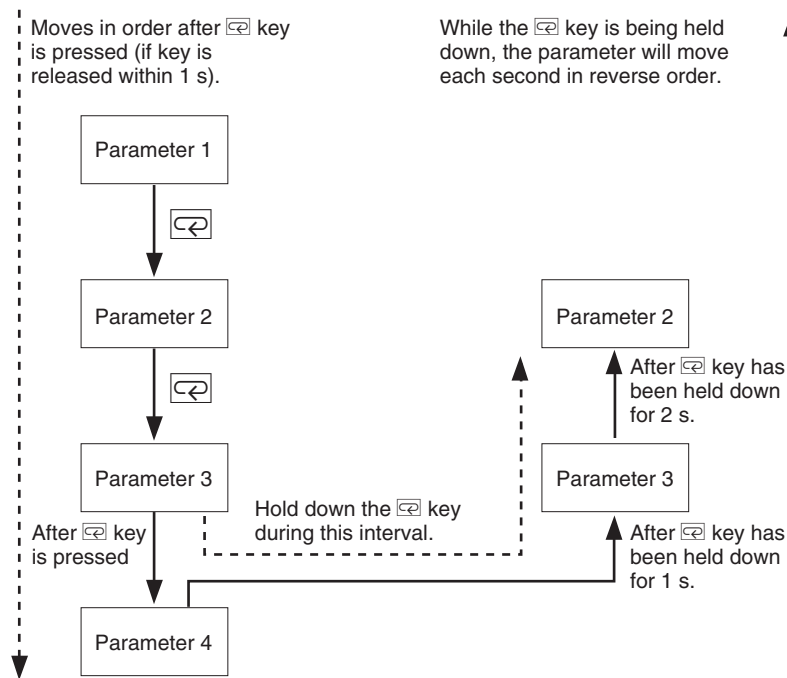 Moves in order after key
is pressed (if key is
released within 1 s).
While the key is being held
down, the parameter will move
each second in reverse order.
Parameter 1
Parameter 2
Parameter 3
After key
is pressed
Parameter 4
Hold down the key
during this interval.
Parameter 2
After key has
been held down
for 2 s.
Parameter 3
After key has
been held down
for 1 s.